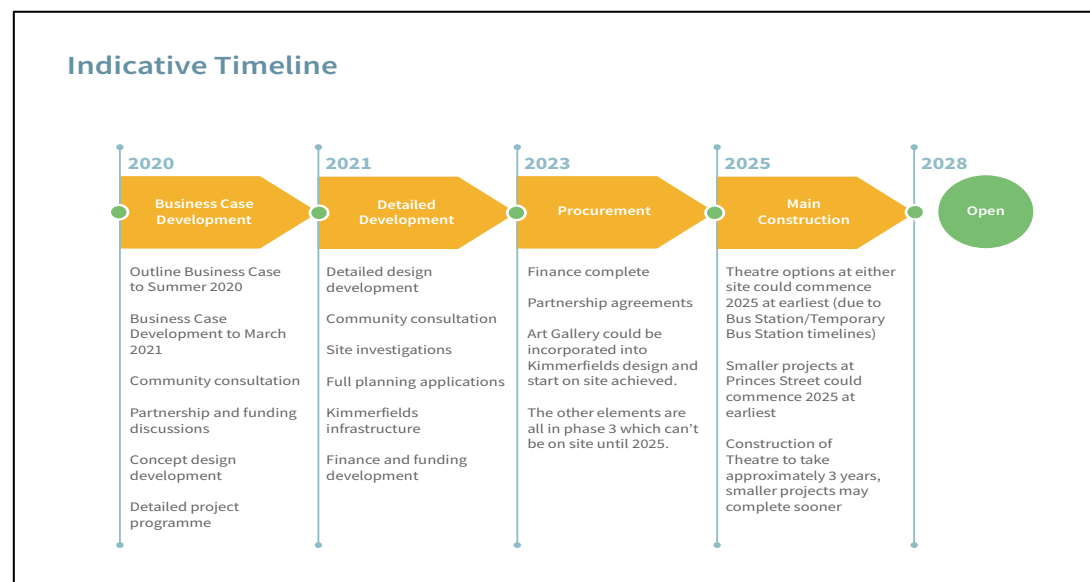 Indicative Timeline
2020
Business Case
Development
Outline Business Case
to Summer 2020
Business Case
Development to March
2021
Community consultation
Partnership and funding
discussions
Concept design
development
Detailed project
programme
2021
Detailed
Development
Detailed design
development
Community consultation
Site investigations
Full planning applications
Kimmerfields
infrastructure
Finance and funding
development
2023
Procurement
Finance complete
Partnership agreements
Art Gallery could be
incorporated into
Kimmerfields design and
start on site achieved.
The other elements are
all in phase 3 which can’t
be on site until 2025.
2025
Main
Construction
Theatre options at either
site could commence
2025 at earliest (due to
Bus Station/Temporary
Bus Station timelines)
Smaller projects at
Princes Street could
commence 2025 at
earliest
Construction of
Theatre to take
approximately 3 years,
smaller projects may
complete sooner
2028
Open